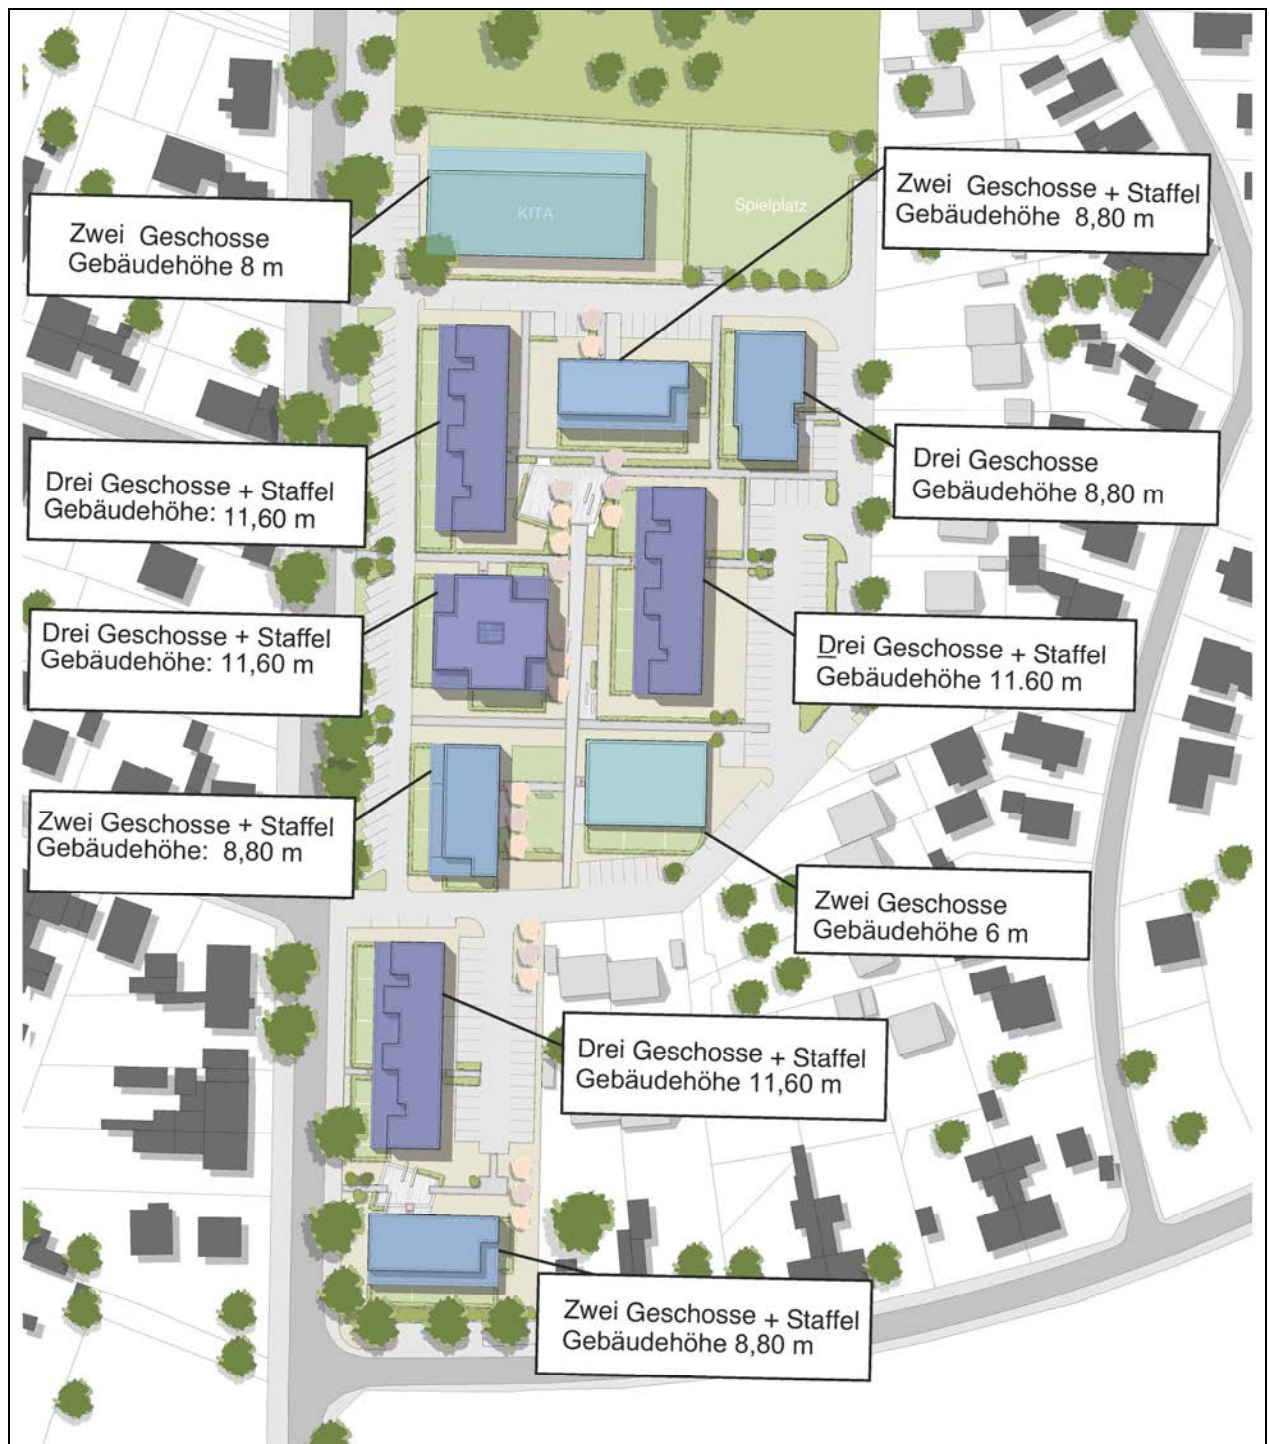 KITA
Spielplatz
Zwei Geschosse + Staffel
Gebäudehöhe 8,80 m
Zwei Geschosse
Gebäudehöhe 8 m
Drei Geschosse
Gebäudehöhe 8,80 m
Drei Geschosse + Staffel
Gebäudehöhe: 11,60 m
Drei Geschosse + Staffel
Gebäudehöhe: 11,60 m
Drei Geschosse + Staffel
Gebäudehöhe 11.60 m
Zwei Geschosse + Staffel
Gebäudehöhe: 8,80 m
Zwei Geschosse
Gebäudehöhe 6 m
Drei Geschosse + Staffel
Gebäudehöhe 11,60 m
Zwei Geschosse + Staffel
Gebäudehöhe 8,80 m